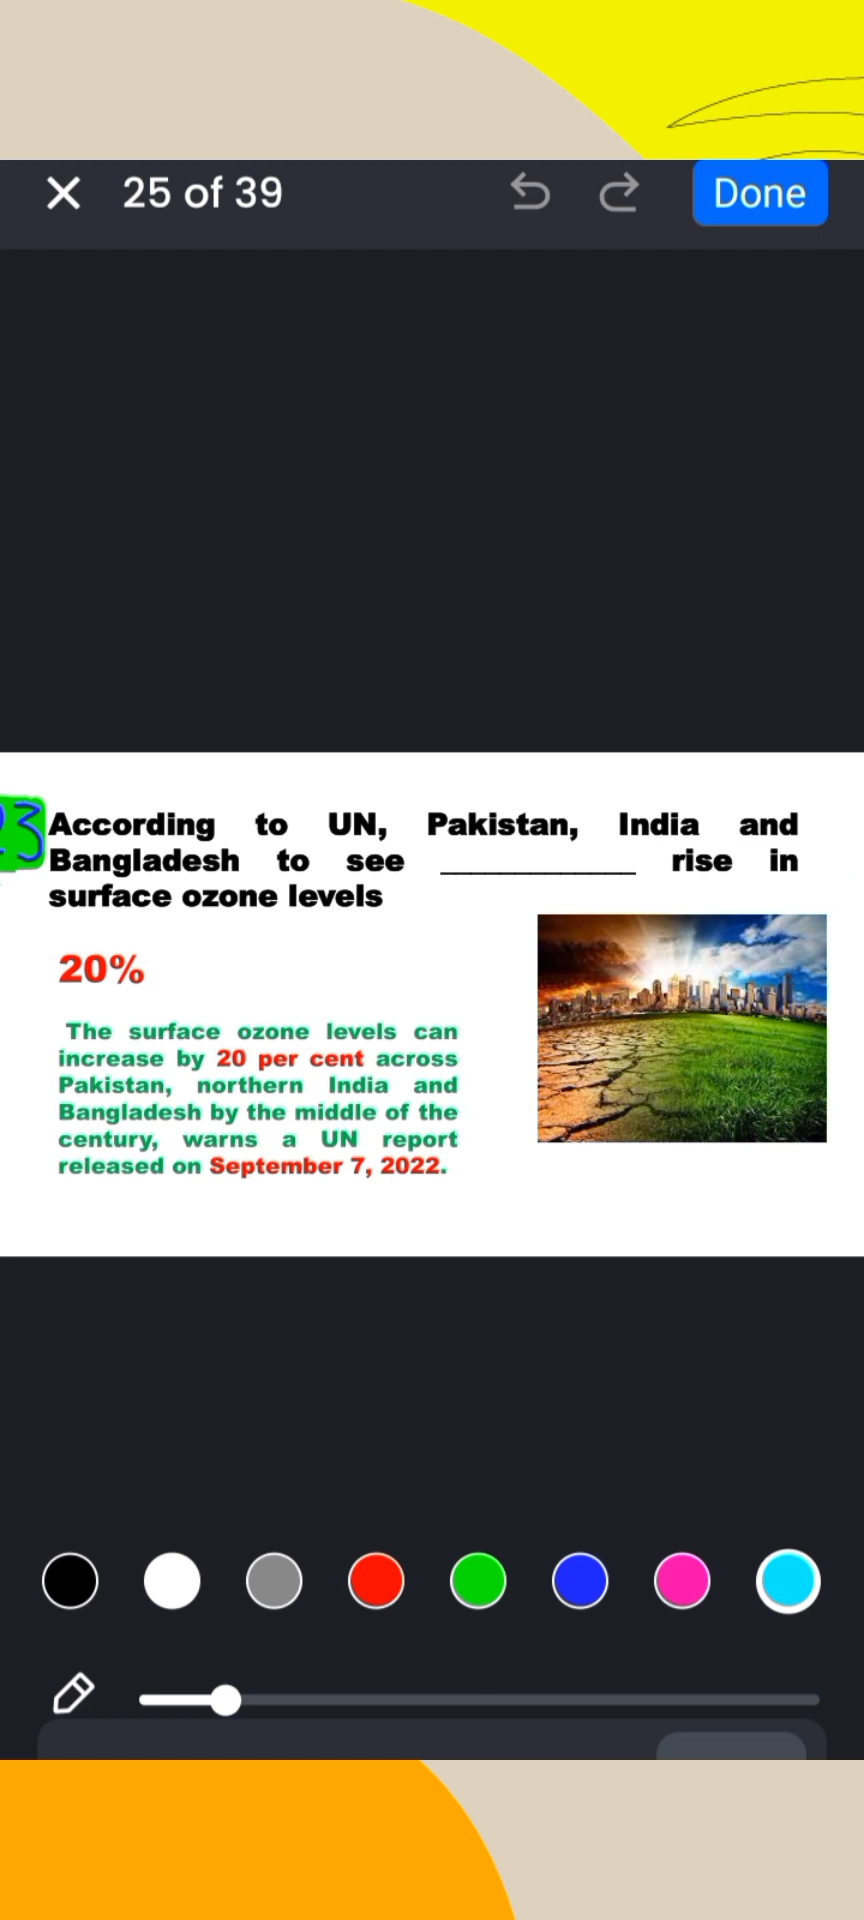 25 of 39
Done
23
According to UN, Pakistan, India and
Bangladesh to see _____________ rise in
surface ozone levels
20%
The surface ozone levels can
increase by 20 per cent across
Pakistan, northern India and
Bangladesh by the middle of the
century, warns a UN report
released on September 7, 2022.